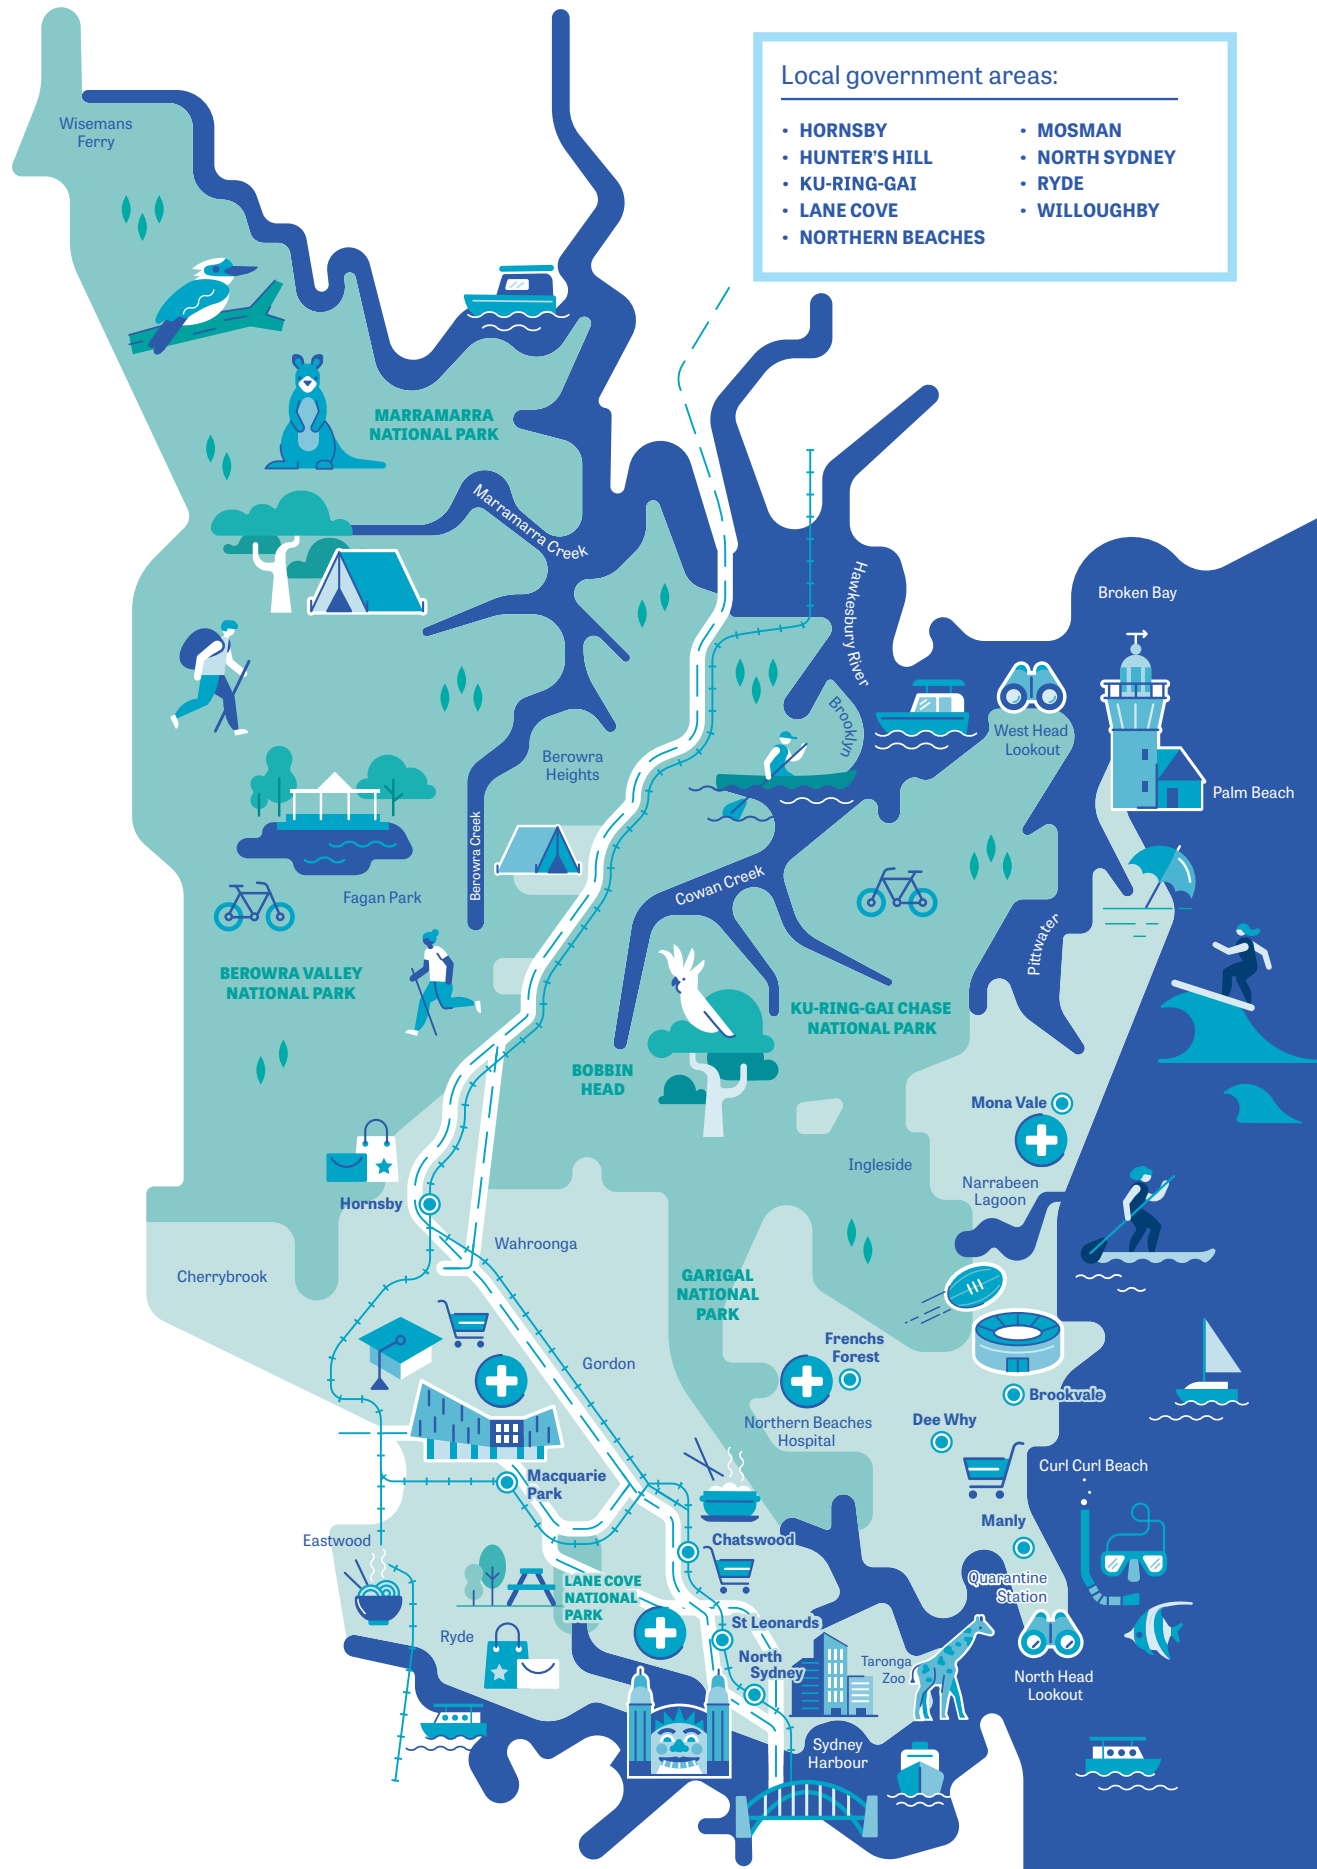 Local government areas:
• HORNSBY
• HUNTER'S HILL
• KU-RING-GAI
• LANE COVE
• NORTHERN BEACHES
• MOSMAN
• NORTH SYDNEY
• RYDE
• WILLOUGHBY
Wisemans
Ferry
MARRAMARRA
NATIONAL PARK
Marramarra Creek
Hawkesbury River
Broken Bay
Brooklyn
West Head
Lookout
Berowra
Heights
Palm Beach
Berowra Creek
Cowan Creek
Fagan Park
Pittwater
BEROWRA VALLEY
NATIONAL PARK
KU-RING-GAI CHASE
NATIONAL PARK
BOBBIN
HEAD
Mona Vale
Ingleside
Narrabeen
Lagoon
Hornsby
Wahroonga
Cherrybrook
GARIGAL
NATIONAL
PARK
Frenchs
Forest
Gordon
Brookvale
Northern Beaches
Hospital
Dee Why
Curl Curl Beach
Macquarie
Park
Manly
Eastwood
Chatswood
Quarantine
Station
LANE COVE
NATIONAL
PARK
St Leonards
Ryde
North
Sydney
Taronga
Zoo
North Head
Lookout
Sydney
Harbour